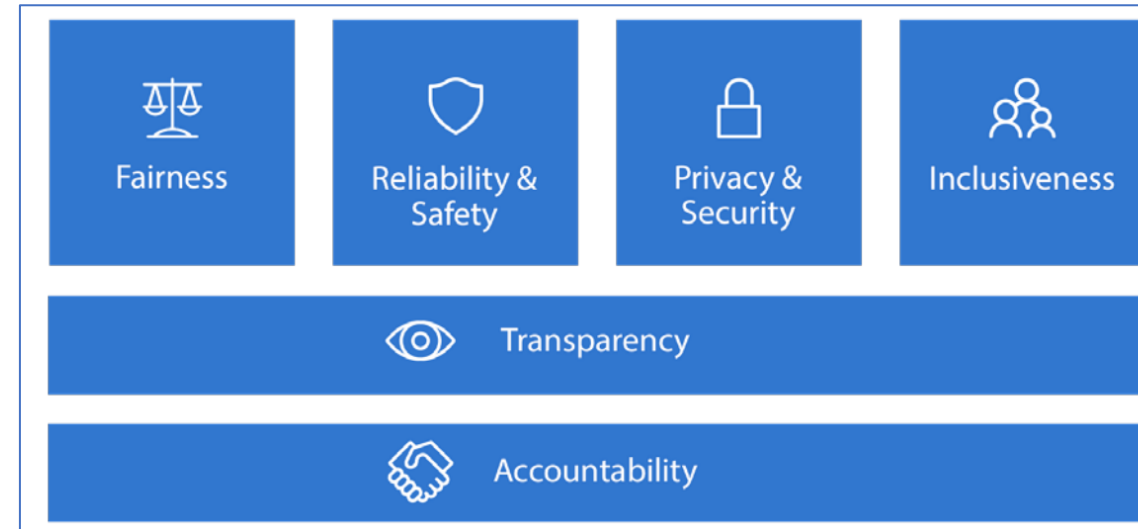 Fairness
Reliability &
Safety
Privacy &
Security
Inclusiveness
Transparency
Accountability